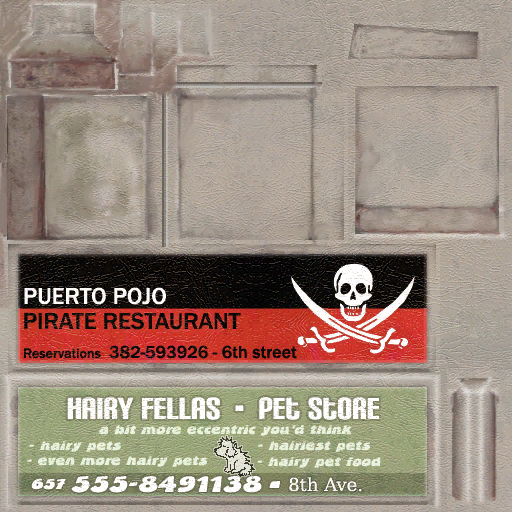 PUERTO POJO
PIRATE RESTAURANT
Reservations 382-593926 - 6th street
HAIRY FELLAS - PET STORE
a bit more eccentric you'd think
- hairy pets - hairiest pets
- even more hairy pets - hairy pet food
657 555-8491138 - 8th Ave.